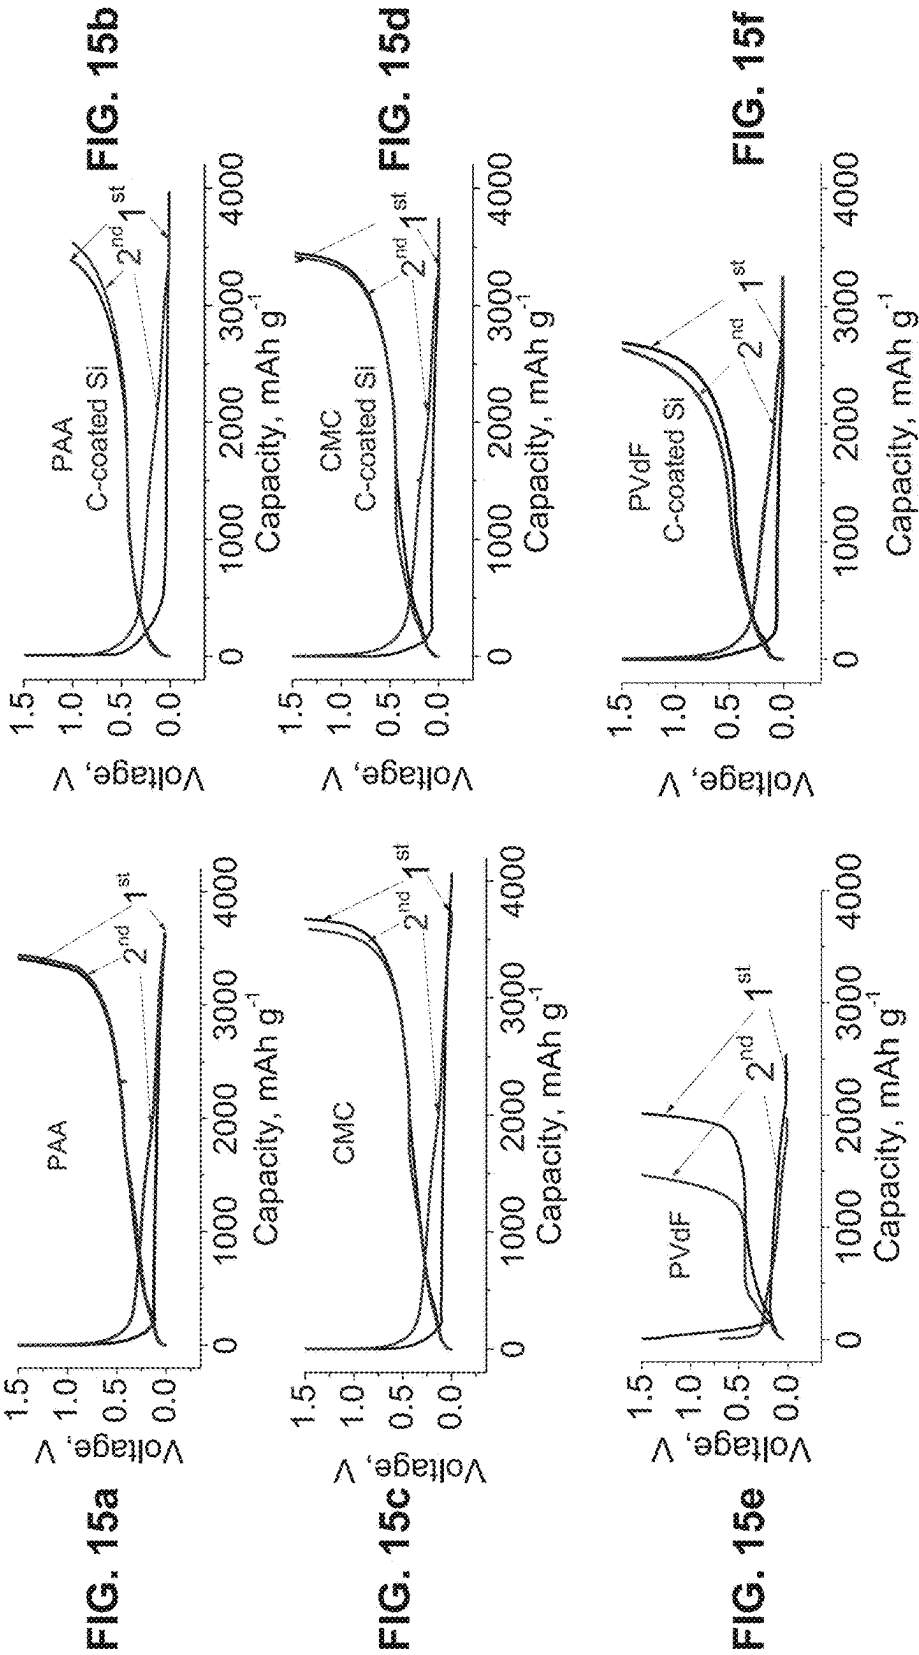 FIG. 15a
Voltage, V
1.5
1.0
0.5
0.0
PAA
1st
2nd
0
1000
2000
3000
4000
Capacity, mAh g-1
FIG. 15b
Voltage, V
1.5
1.0
0.5
0.0
PAA
C-coated Si
1st
2nd
0
1000
2000
3000
4000
Capacity, mAh g-1
FIG. 15c
Voltage, V
1.5
1.0
0.5
0.0
CMC
1st
2nd
0
1000
2000
3000
4000
Capacity, mAh g-1
FIG. 15d
Voltage, V
1.5
1.0
0.5
0.0
CMC
C-coated Si
1st
2nd
0
1000
2000
3000
4000
Capacity, mAh g-1
FIG. 15e
Voltage, V
1.5
1.0
0.5
0.0
PVdF
1st
2nd
0
1000
2000
3000
4000
Capacity, mAh g-1
FIG. 15f
Voltage, V
1.5
1.0
0.5
0.0
PVdF
C-coated Si
1st
2nd
0
1000
2000
3000
4000
Capacity, mAh g-1